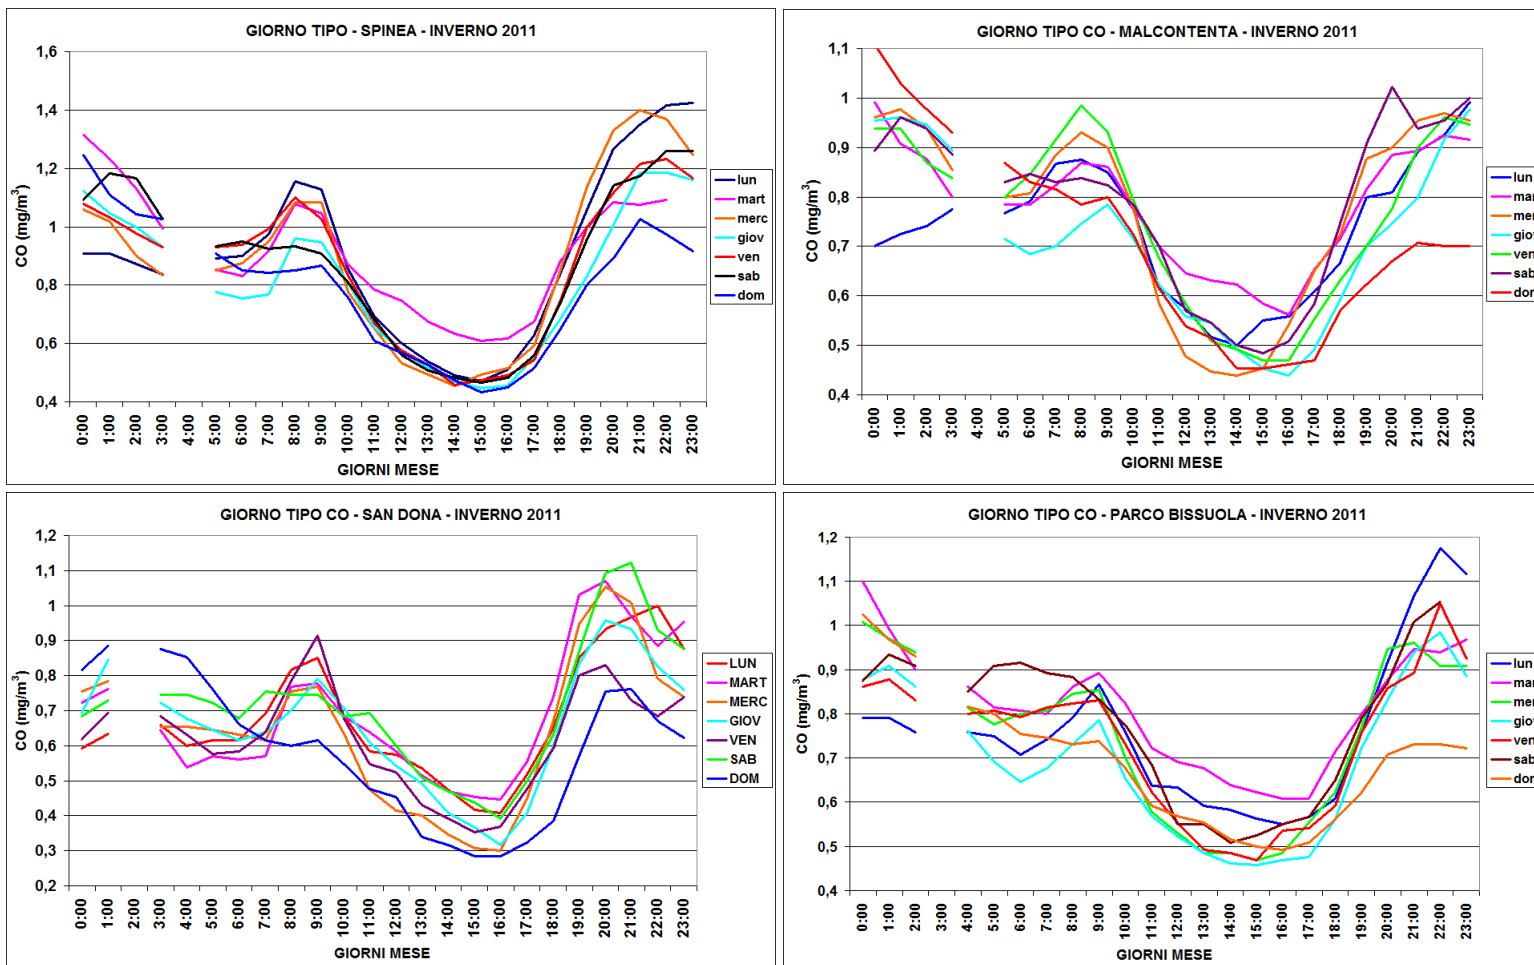 GIORNO TIPO - SPINEA - INVERNO 2011
CO (mg/m³)
1,6
1,4
1,2
1
0,8
0,6
0,4
0:00 1:00 2:00 3:00 4:00 5:00 6:00 7:00 8:00 9:00 10:00 11:00 12:00 13:00 14:00 15:00 16:00 17:00 18:00 19:00 20:00 21:00 22:00 23:00
GIORNI MESE
lun
mart
merc
giov
ven
sab
dom
GIORNO TIPO CO - MALCONTENTA - INVERNO 2011
CO (mg/m³)
1,1
1
0,9
0,8
0,7
0,6
0,5
0,4
0:00 1:00 2:00 3:00 4:00 5:00 6:00 7:00 8:00 9:00 10:00 11:00 12:00 13:00 14:00 15:00 16:00 17:00 18:00 19:00 20:00 21:00 22:00 23:00
GIORNI MESE
lun
mar
mer
giov
ven
sab
dom
GIORNO TIPO CO - SAN DONA - INVERNO 2011
CO (mg/m³)
1,2
1,1
1
0,9
0,8
0,7
0,6
0,5
0,4
0,3
0,2
0:00 1:00 2:00 3:00 4:00 5:00 6:00 7:00 8:00 9:00 10:00 11:00 12:00 13:00 14:00 15:00 16:00 17:00 18:00 19:00 20:00 21:00 22:00 23:00
GIORNI MESE
LUN
MART
MERC
GIOV
VEN
SAB
DOM
GIORNO TIPO CO - PARCO BISSUOLA - INVERNO 2011
CO (mg/m³)
1,2
1,1
1
0,9
0,8
0,7
0,6
0,5
0,4
0:00 1:00 2:00 3:00 4:00 5:00 6:00 7:00 8:00 9:00 10:00 11:00 12:00 13:00 14:00 15:00 16:00 17:00 18:00 19:00 20:00 21:00 22:00 23:00
GIORNI MESE
lun
mar
mer
giov
ven
sab
dom